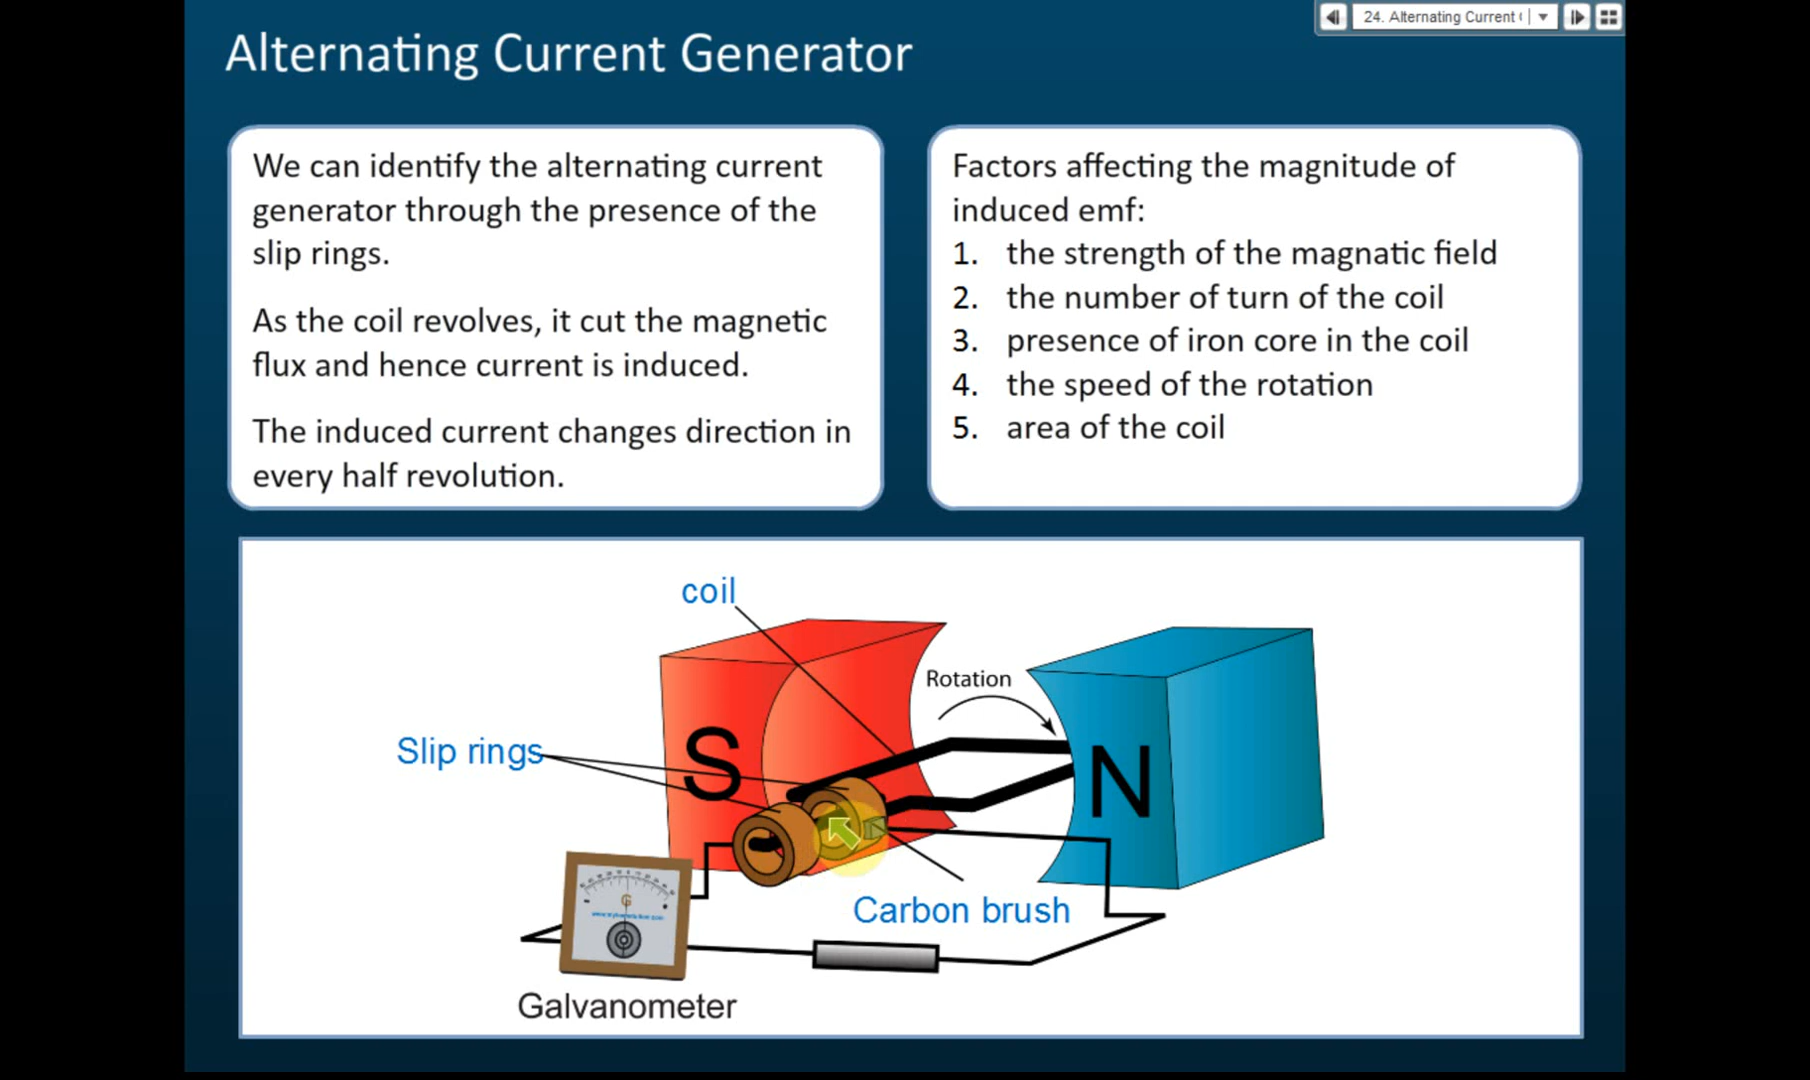 24. Alternating Current
Alternating Current Generator
We can identify the alternating current
generator through the presence of the
slip rings.
As the coil revolves, it cut the magnetic
flux and hence current is induced.
The induced current changes direction in
every half revolution.
Factors affecting the magnitude of
induced emf:
1. the strength of the magnatic field
2. the number of turn of the coil
3. presence of iron core in the coil
4. the speed of the rotation
5. area of the coil
coil
Rotation
Slip rings
S
N
G
Carbon brush
Galvanometer